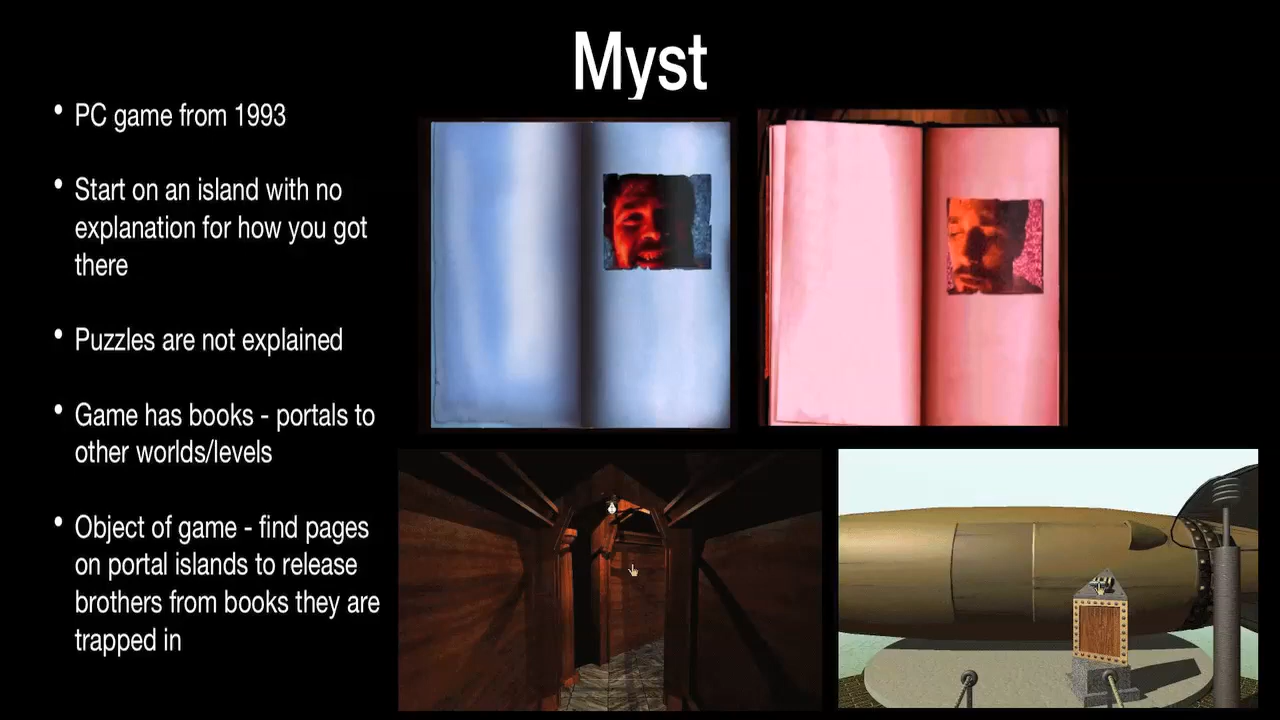 Myst
• PC game from 1993
• Start on an island with no
explanation for how you got
there
• Puzzles are not explained
• Game has books - portals to
other worlds/levels
• Object of game - find pages
on portal islands to release
brothers from books they are
trapped in